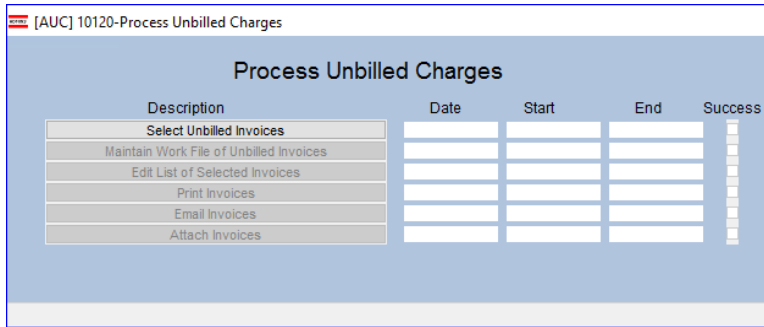 [AUC] 10120-Process Unbilled Charges
Process Unbilled Charges
Description Date Start End Success
Select Unbilled Invoices
Maintain Work File of Unbilled Invoices
Edit List of Selected Invoices
Print Invoices
Email Invoices
Attach Invoices